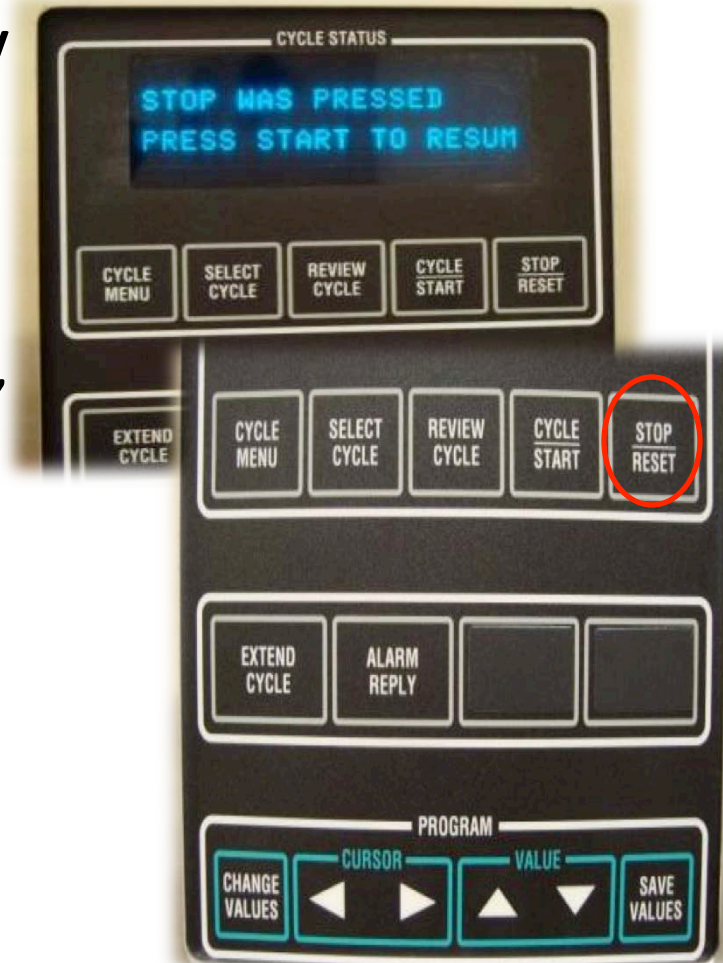 CYCLE STATUS
STOP WAS PRESSED
PRESS START TO RESUM
CYCLE MENU
SELECT CYCLE
REVIEW CYCLE
CYCLE START
STOP RESET
EXTEND CYCLE
CYCLE MENU
SELECT CYCLE
REVIEW CYCLE
CYCLE START
STOP RESET
EXTEND CYCLE
ALARM REPLY
PROGRAM
CURSOR
VALUE
CHANGE VALUES
SAVE VALUES